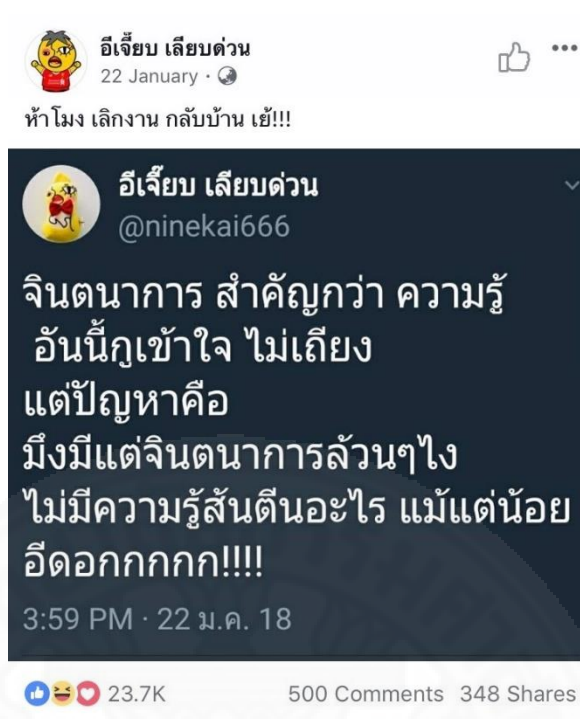 อีเจี๊ยบ เลียบด่วน
22 January ·
ห้าโมง เลิกงาน กลับบ้าน เย้!!!
อีเจี๊ยบ เลียบด่วน
@ninekai666
จินตนาการ สำคัญกว่า ความรู้
อันนี้กูเข้าใจ ไม่เถียง
แต่ปัญหาคือ
มึงมีแต่จินตนาการล้วนๆไง
ไม่มีความรู้ส้นตีนอะไร แม้แต่น้อย
อีดอกกกกก!!!!
3:59 PM · 22 ม.ค. 18
23.7K 500 Comments 348 Shares